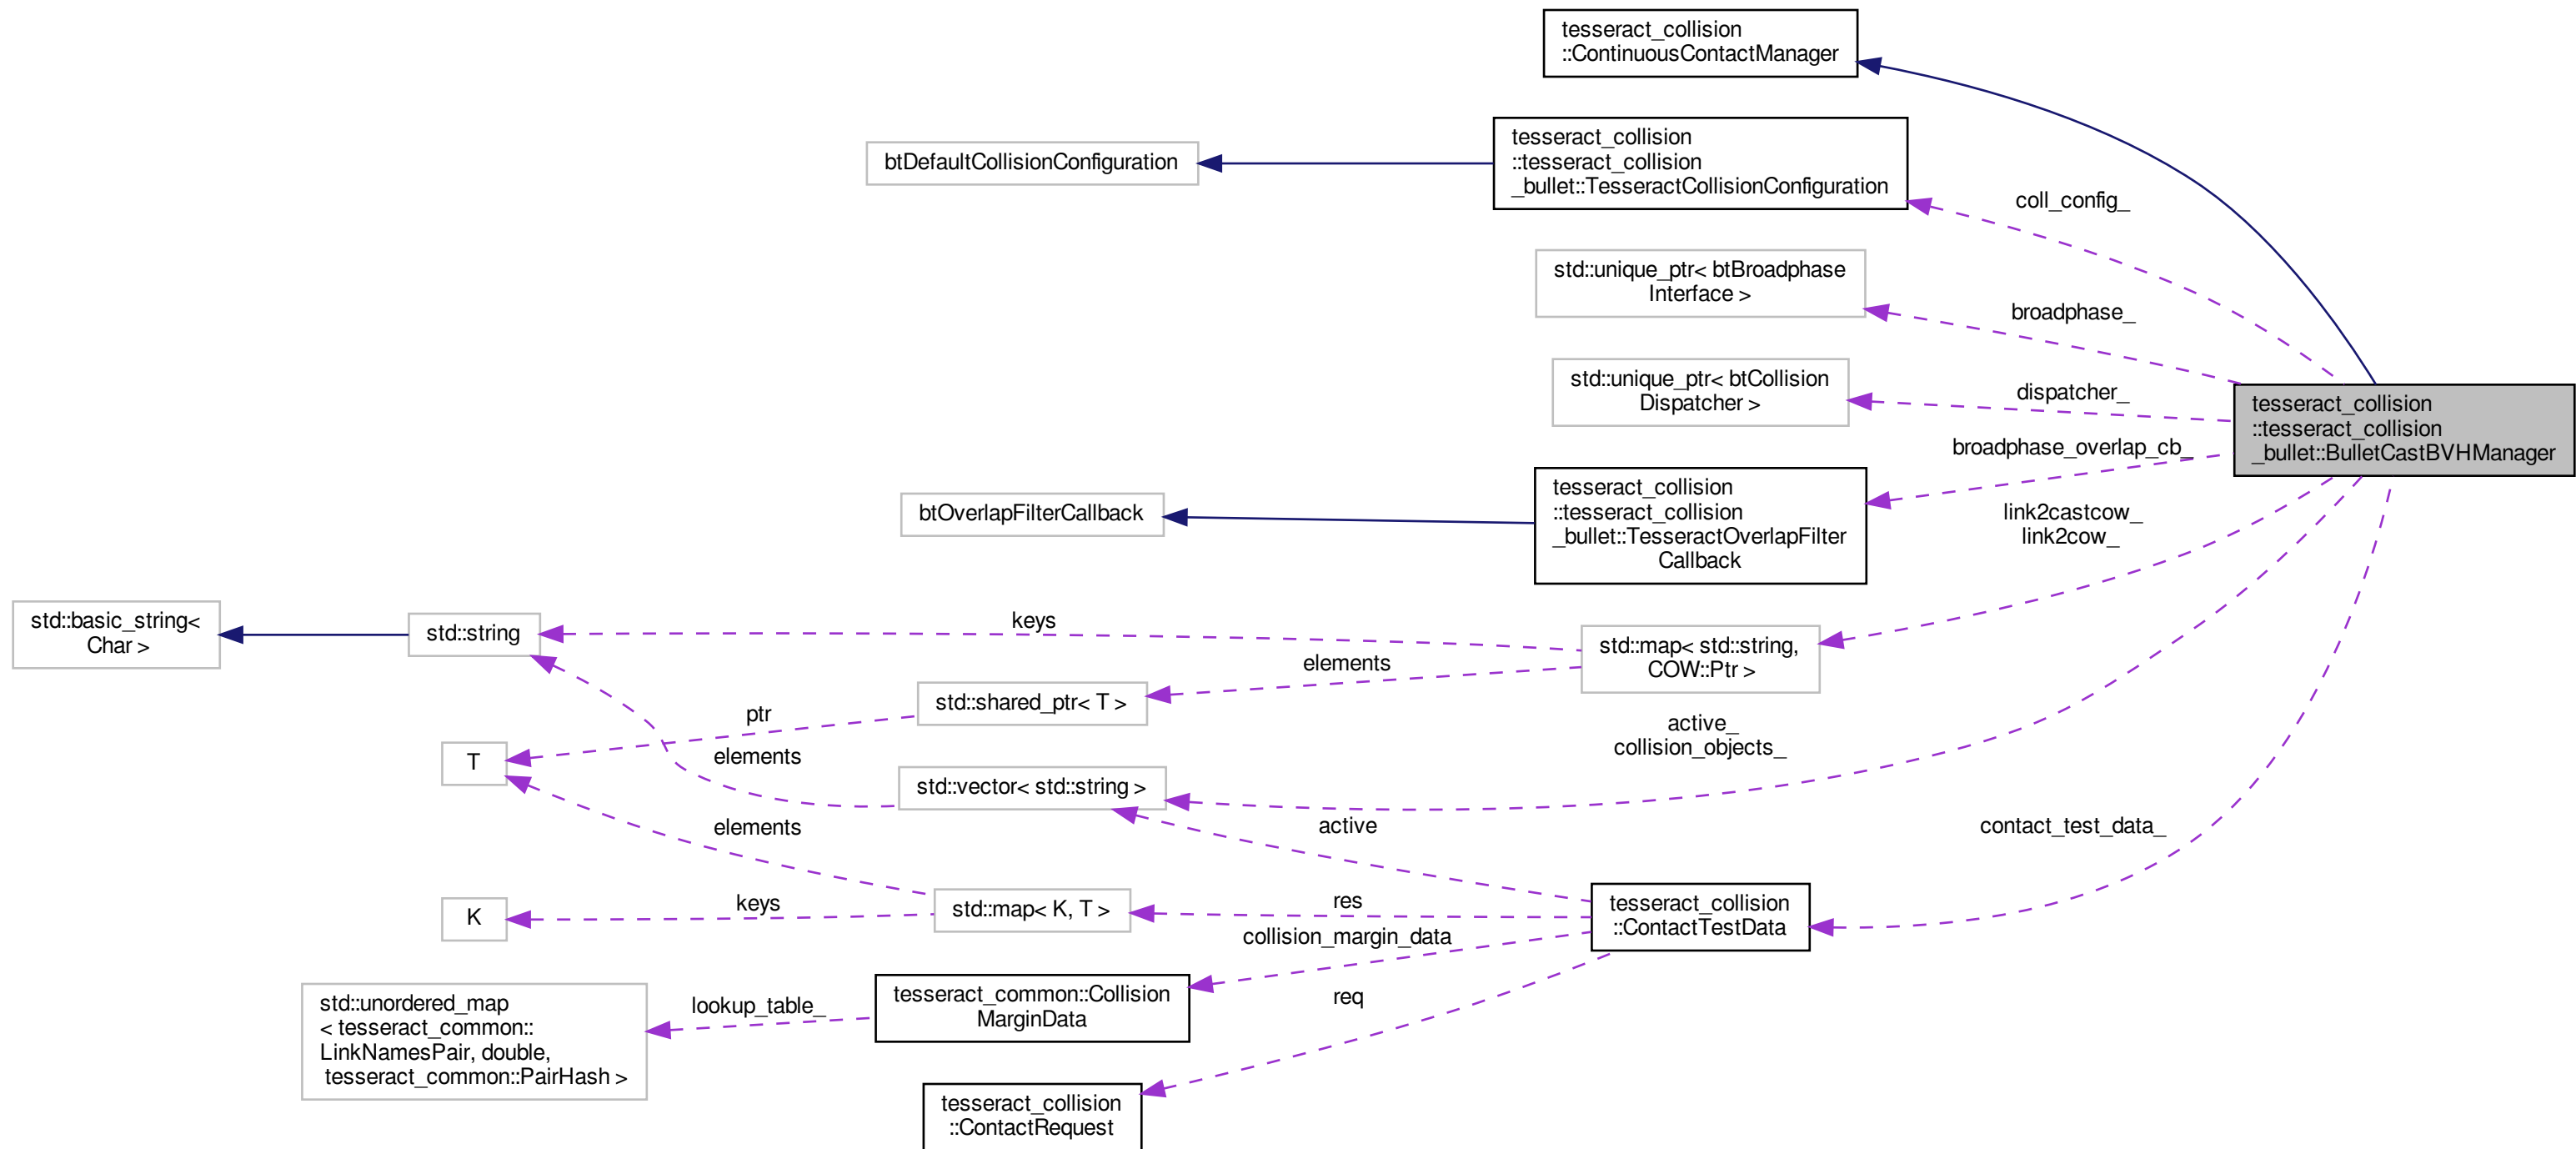 tesseract_collision
::ContinuousContactManager
btDefaultCollisionConfiguration
tesseract_collision
::tesseract_collision
_bullet::TesseractCollisionConfiguration
coll_config_
std::unique_ptr< btBroadphase
Interface >
broadphase_
std::unique_ptr< btCollision
Dispatcher >
dispatcher_
tesseract_collision
::tesseract_collision
_bullet::BulletCastBVHManager
broadphase_overlap_cb_
btOverlapFilterCallback
tesseract_collision
::tesseract_collision
_bullet::TesseractOverlapFilter
Callback
link2castcow_
link2cow_
std::basic_string<
Char >
std::string
keys
std::map< std::string,
COW::Ptr >
elements
std::shared_ptr< T >
ptr
T
elements
std::vector< std::string >
active_
collision_objects_
elements
active
contact_test_data_
K
keys
std::map< K, T >
res
tesseract_collision
::ContactTestData
collision_margin_data
std::unordered_map
< tesseract_common::
LinkNamesPair, double,
tesseract_common::PairHash >
lookup_table_
tesseract_common::Collision
MarginData
req
tesseract_collision
::ContactRequest